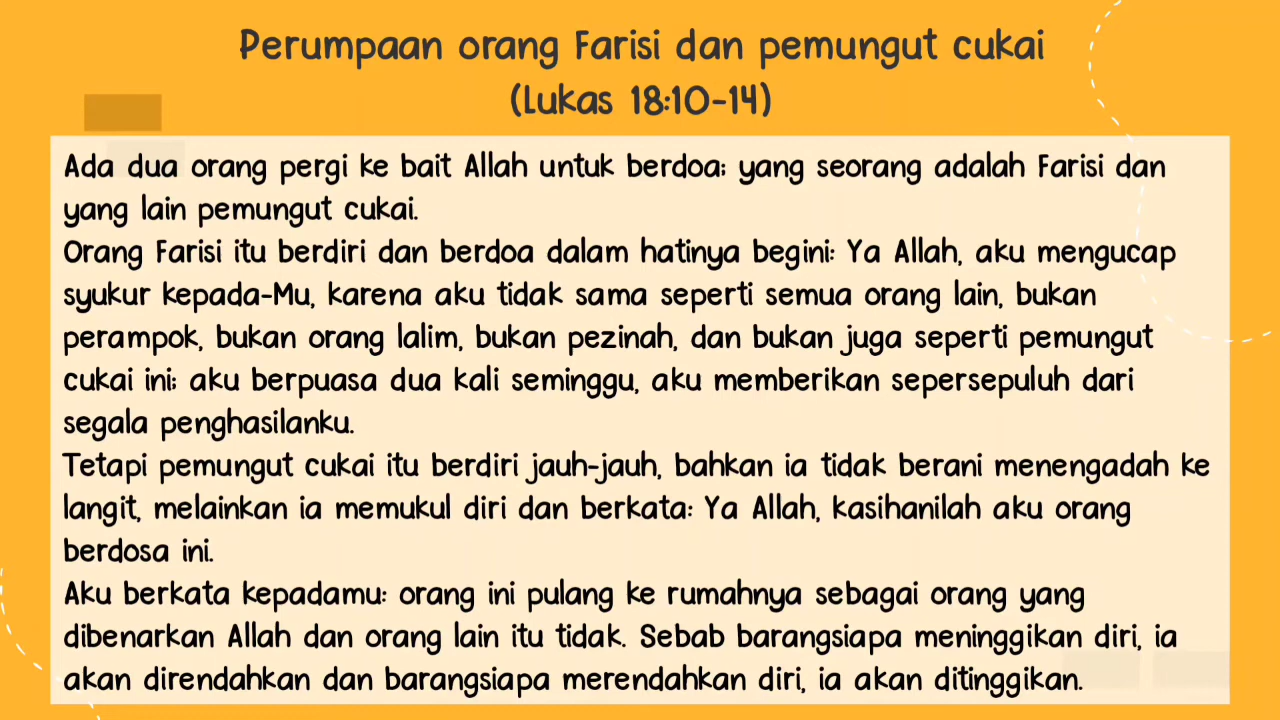 Perumpaan orang Farisi dan pemungut cukai
(Lukas 18:10-14)
Ada dua orang pergi ke bait Allah untuk berdoa; yang seorang adalah Farisi dan
yang lain pemungut cukai.
Orang Farisi itu berdiri dan berdoa dalam hatinya begini: Ya Allah, aku mengucap
syukur kepada-Mu, karena aku tidak sama seperti semua orang lain, bukan
perampok, bukan orang lalim, bukan pezinah, dan bukan juga seperti pemungut
cukai ini; aku berpuasa dua kali seminggu, aku memberikan sepersepuluh dari
segala penghasilanku.
Tetapi pemungut cukai itu berdiri jauh-jauh, bahkan ia tidak berani menengadah ke
langit, melainkan ia memukul diri dan berkata: Ya Allah, kasihanilah aku orang
berdosa ini.
Aku berkata kepadamu: orang ini pulang ke rumahnya sebagai orang yang
dibenarkan Allah dan orang lain itu tidak. Sebab barangsiapa meninggikan diri, ia
akan direndahkan dan barangsiapa merendahkan diri, ia akan ditinggikan.